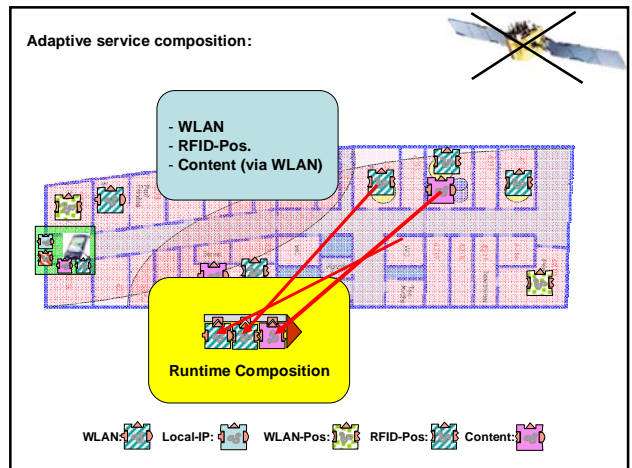 Adaptive service composition:
- WLAN
- RFID-Pos.
- Content (via WLAN)
Runtime Composition
WLAN:
Local-IP:
WLAN-Pos:
RFID-Pos:
Content: